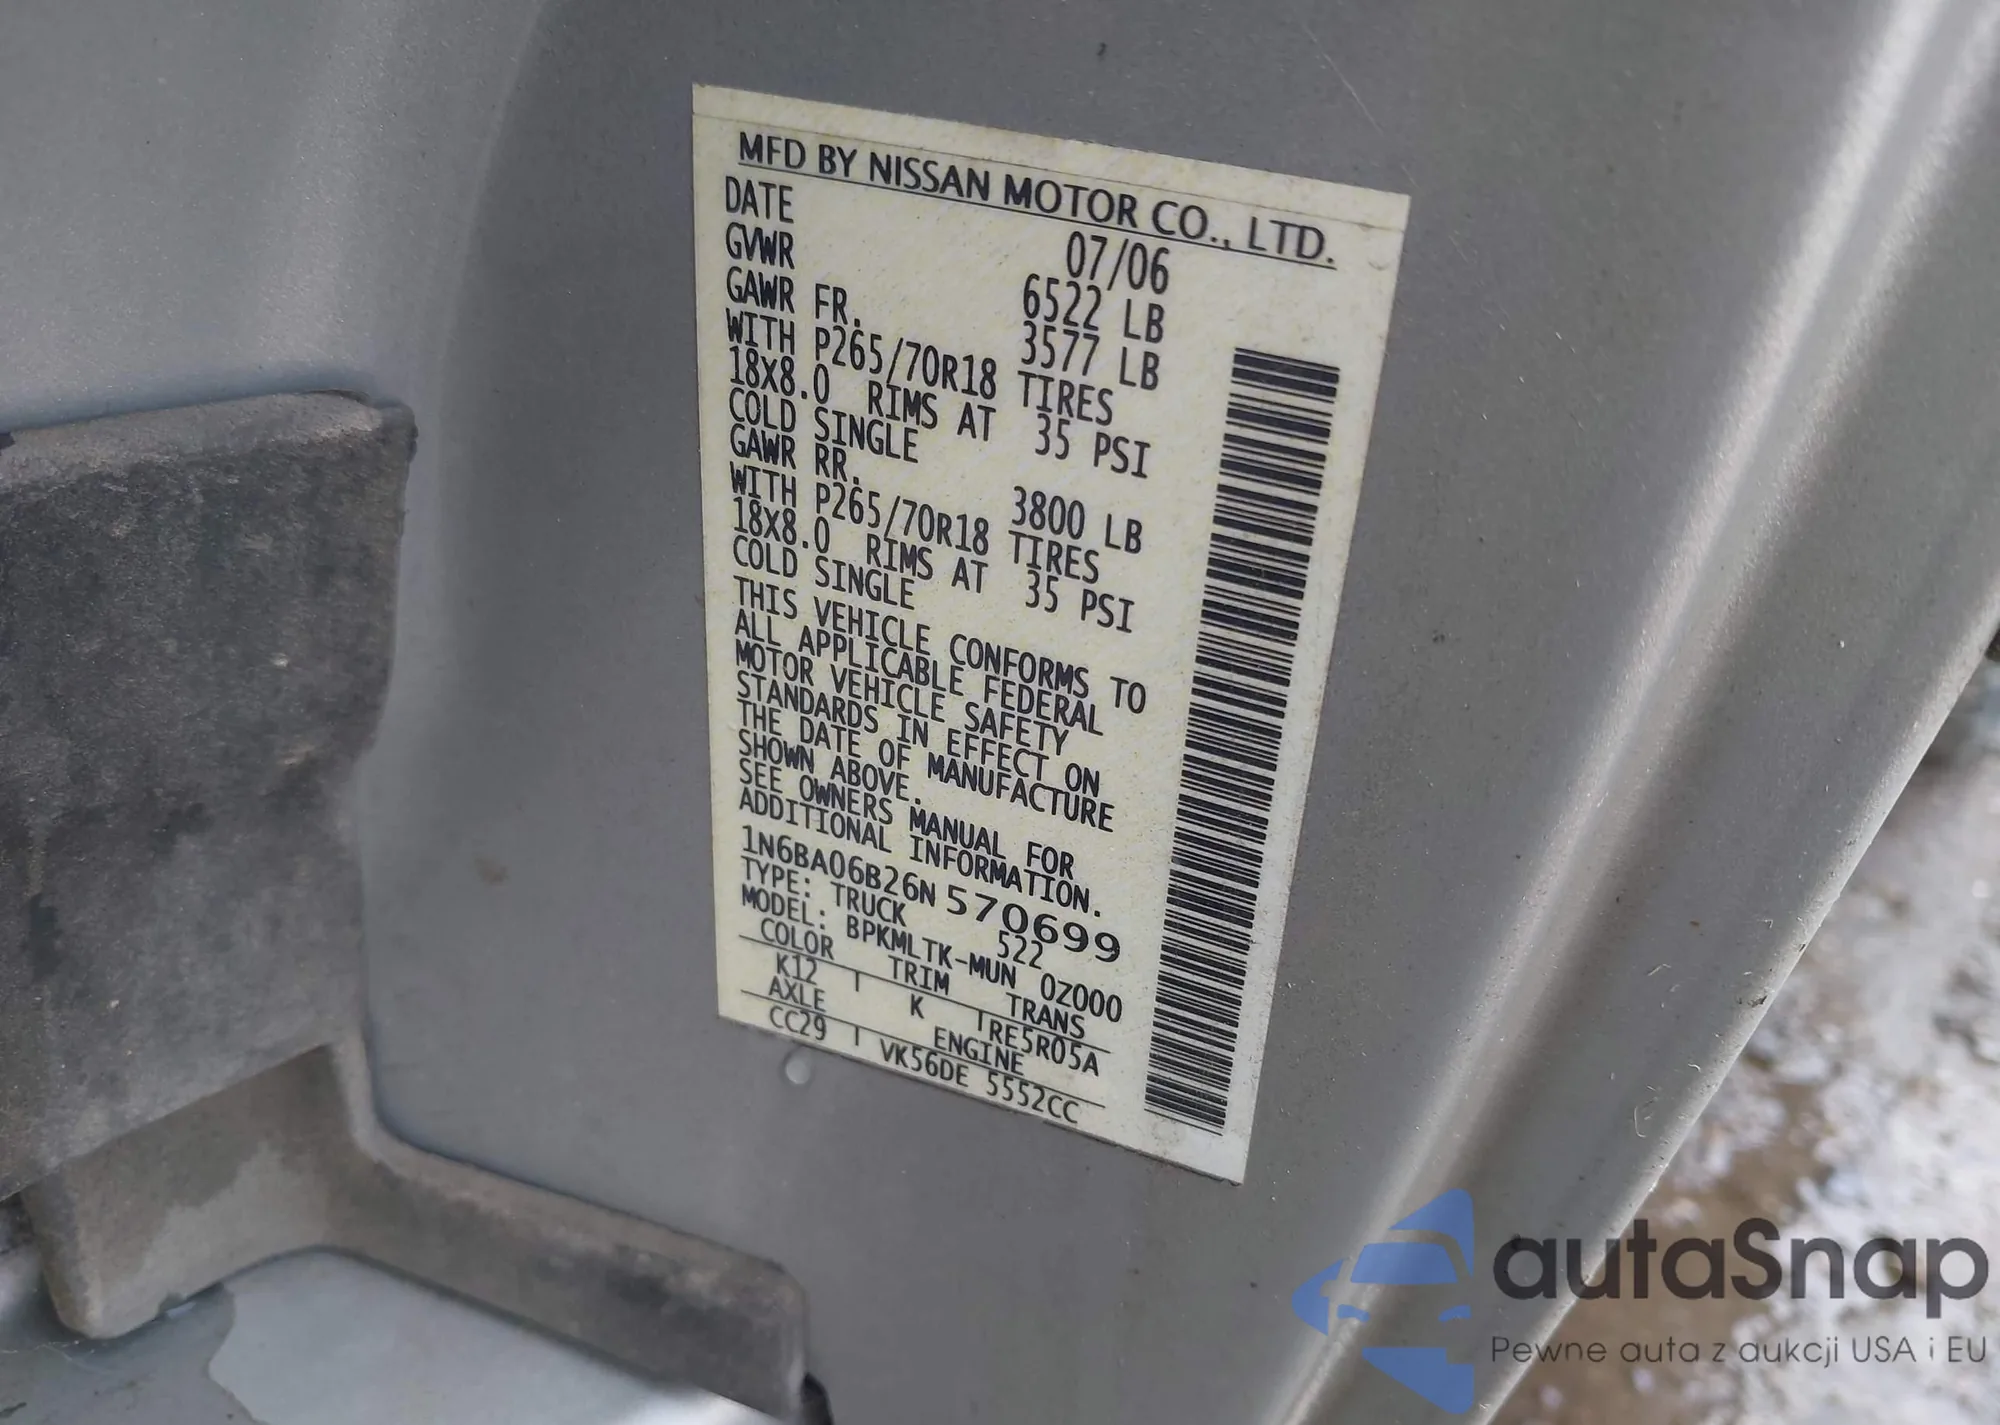 MFD BY NISSAN MOTOR CO., LTD.
DATE 07/06
GVWR 6522 LB
GAWR FR. 3577 LB
WITH P265/70R18 TIRES
18X8.0 RIMS AT 35 PSI
COLD SINGLE
GAWR RR. 3800 LB
WITH P265/70R18 TIRES
18X8.0 RIMS AT 35 PSI
COLD SINGLE
THIS VEHICLE CONFORMS TO
ALL APPLICABLE FEDERAL
MOTOR VEHICLE SAFETY
STANDARDS IN EFFECT ON
THE DATE OF MANUFACTURE
SHOWN ABOVE.
SEE OWNERS MANUAL FOR
ADDITIONAL INFORMATION.
1N6BA06B26N 570699
TYPE: TRUCK 522
MODEL: BPKMLTK-MUN 0Z000
COLOR TRIM TRANS
K12 K RE5R05A
AXLE ENGINE
CC29 VK56DE 5552CC
autaSnap
Pewne auta z aukcji USA i EU